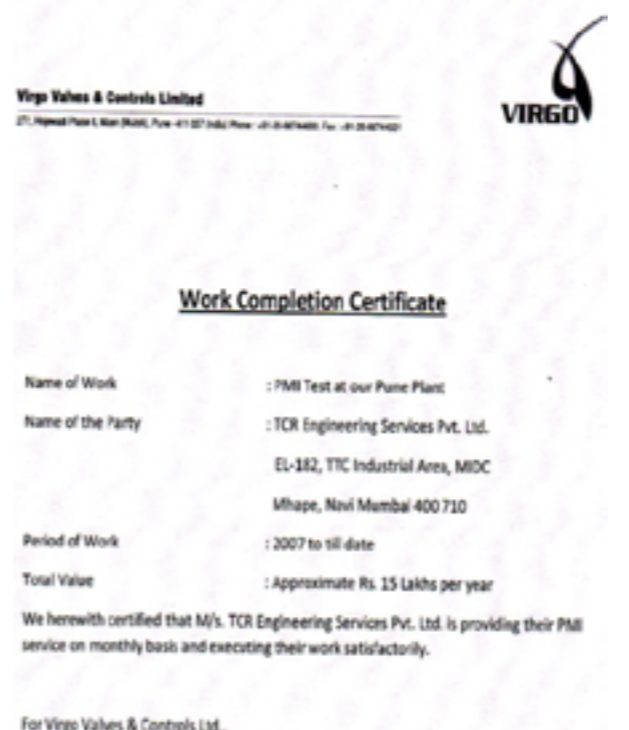 Virgo Valves & Controls Limited
VIRGO
Work Completion Certificate
Name of Work : PMI Test at our Pune Plant
Name of the Party : TCR Engineering Services Pvt. Ltd.
EL-182, TTC Industrial Area, MIDC
Mhape, Navi Mumbai 400 710
Period of Work : 2007 to till date
Total Value : Approximate Rs. 15 Lakhs per year
We herewith certified that M/s. TCR Engineering Services Pvt. Ltd. is providing their PMI
service on monthly basis and executing their work satisfactorily.
For Virgo Valves & Controls Ltd.,